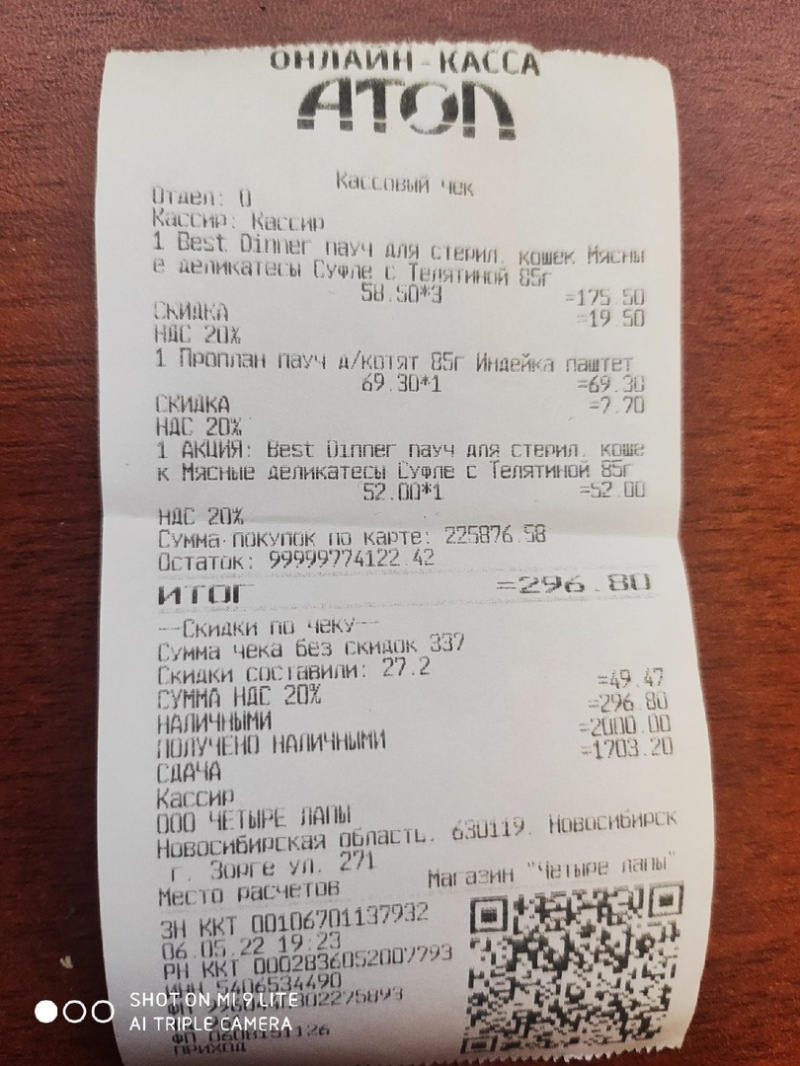 ОНЛАЙН-КАССА
АТОЛ
Кассовый чек
Отдел: 0
Кассир: Кассир
1 Best Dinner пауч для стерил. кошек Мясны
е деликатесы Суфле с Телятиной 85г
58.50*3 =175.50
СКИДКА =19.50
НДС 20%
1 Проплан пауч д/котят 85г Индейка паштет
69.30*1 =69.30
СКИДКА =7.70
НДС 20%
1 АКЦИЯ: Best Dinner пауч для стерил. коше
к Мясные деликатесы Суфле с Телятиной 85г
52.00*1 =52.00
НДС 20%
Сумма покупок по карте: 225876.58
Остаток: 99999774122.42
ИТОГ =296.80
---Скидки по чеку---
Сумма чека без скидок 337
Скидки составили: 27.2
СУММА НДС 20% =49.47
НАЛИЧНЫМИ =296.80
ПОЛУЧЕНО НАЛИЧНЫМИ =2000.00
СДАЧА =1703.20
Кассир
ООО ЧЕТЫРЕ ЛАПЫ
Новосибирская область, 630119, Новосибирск
г, Зорге ул, 271
Место расчетов Магазин "Четыре лапы"
ЗН ККТ 00106701137932
06.05.22 19:23
РН ККТ 0002836052007793
ИНН 5406534490
ФП 0608151126
ПРИХОД
SHOT ON MI 9 LITE
AI TRIPLE CAMERA